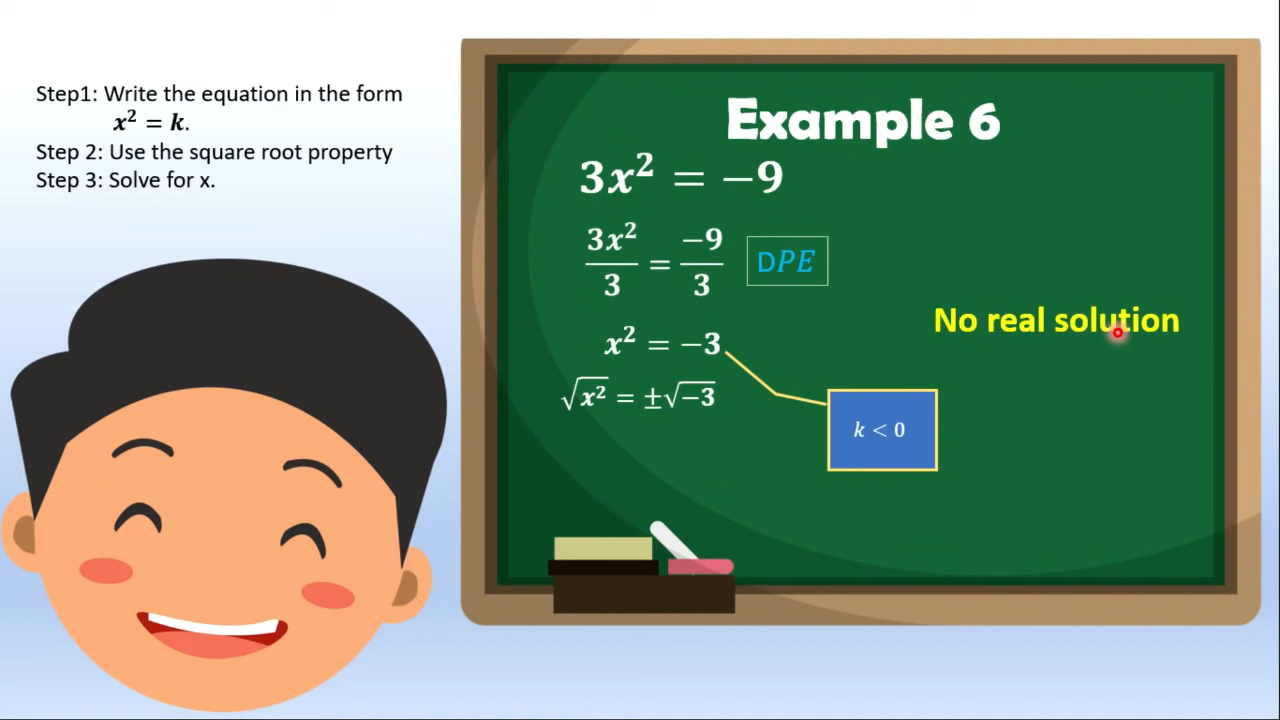 Step1: Write the equation in the form
x² = k.
Step 2: Use the square root property
Step 3: Solve for x.
Example 6
3x² = −9
3x²/3 = −9/3
DPE
x² = −3
√x² = ±√−3
k < 0
No real solution